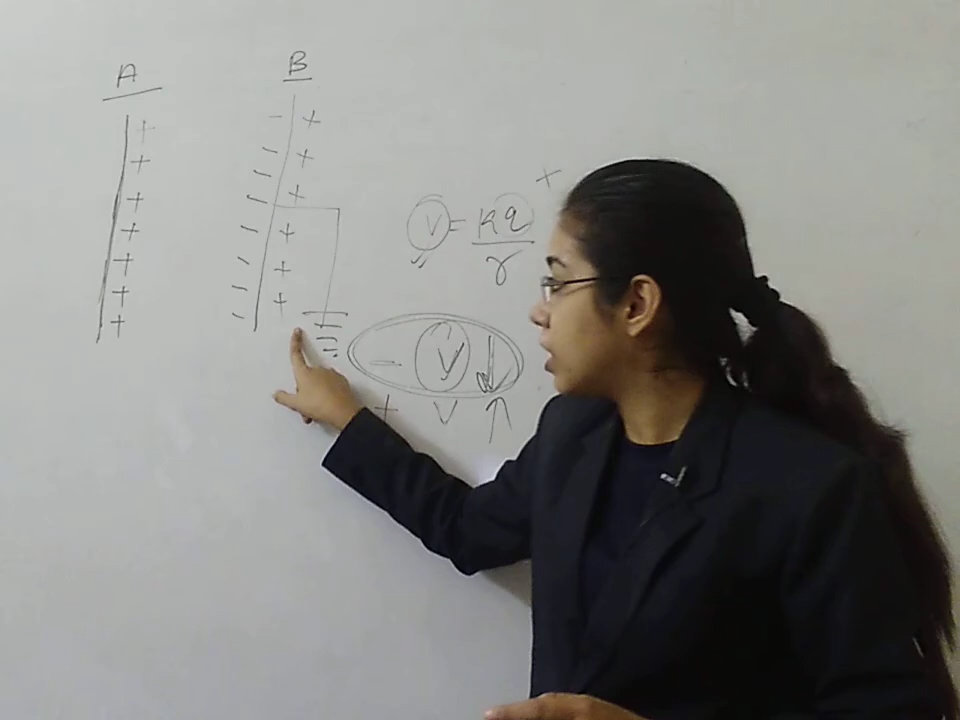 A
B
+
- +
+
- +
+
- +
+
-
+
- +
+
- +
+
- +
-
V = Kq
r
+
- V ↓
+ V ↑